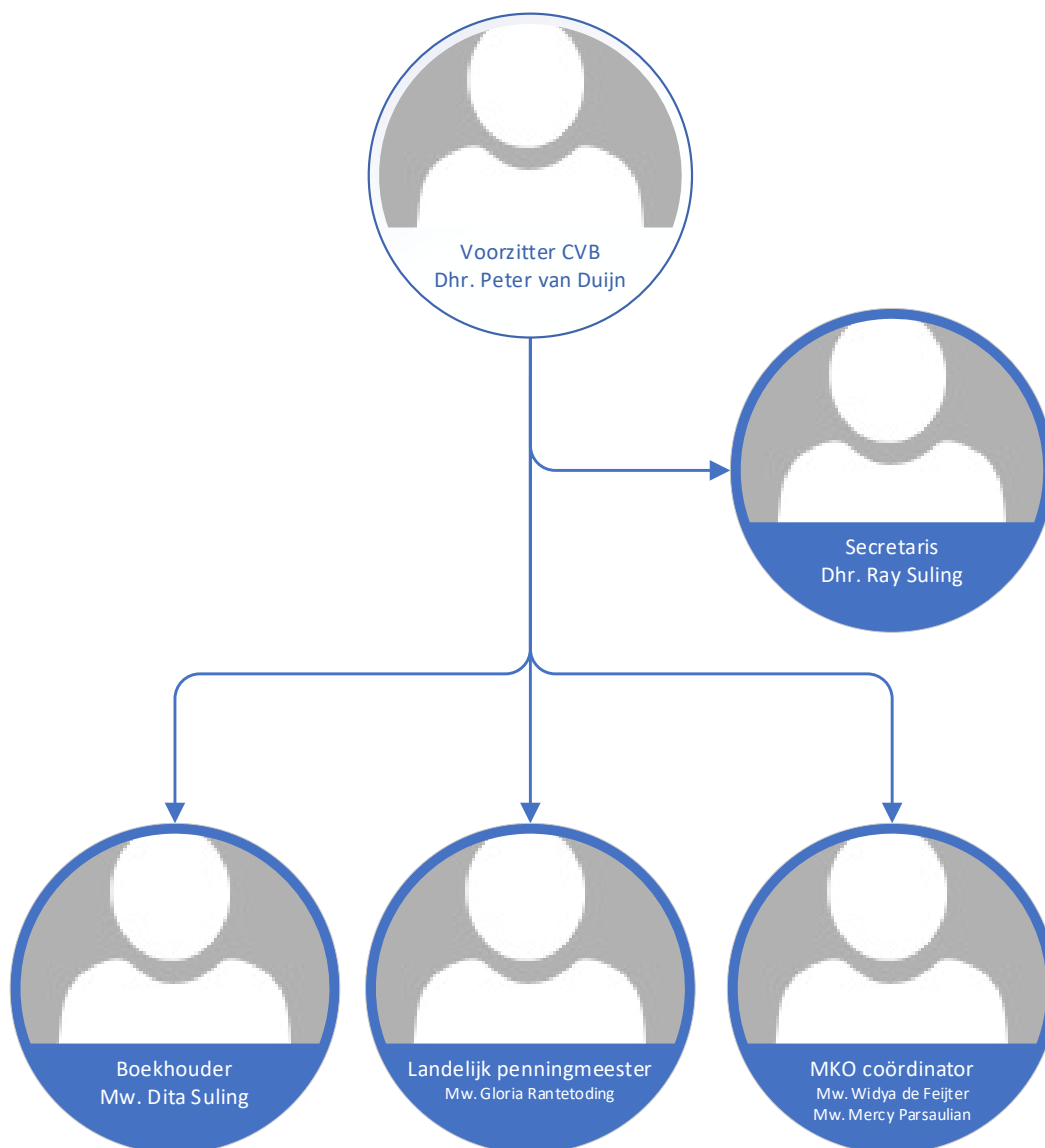 Voorzitter CVB
Dhr. Peter van Duijn
Secretaris
Dhr. Ray Suling
Boekhouder
Mw. Dita Suling
Landelijk penningmeester
Mw. Gloria Rantetoding
MKO coördinator
Mw. Widya de Feijter
Mw. Mercy Parsaulian